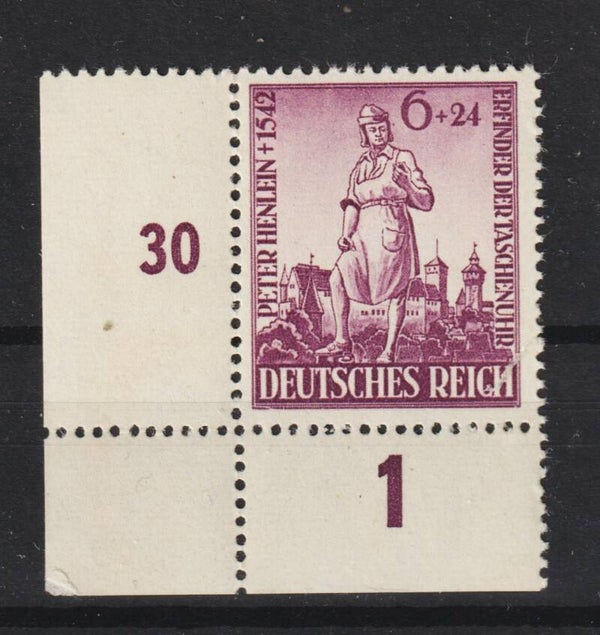 PETER HENLEIN + 1542
6+24
ERFINDER DER TASCHENUHR
30
DEUTSCHES REICH
1